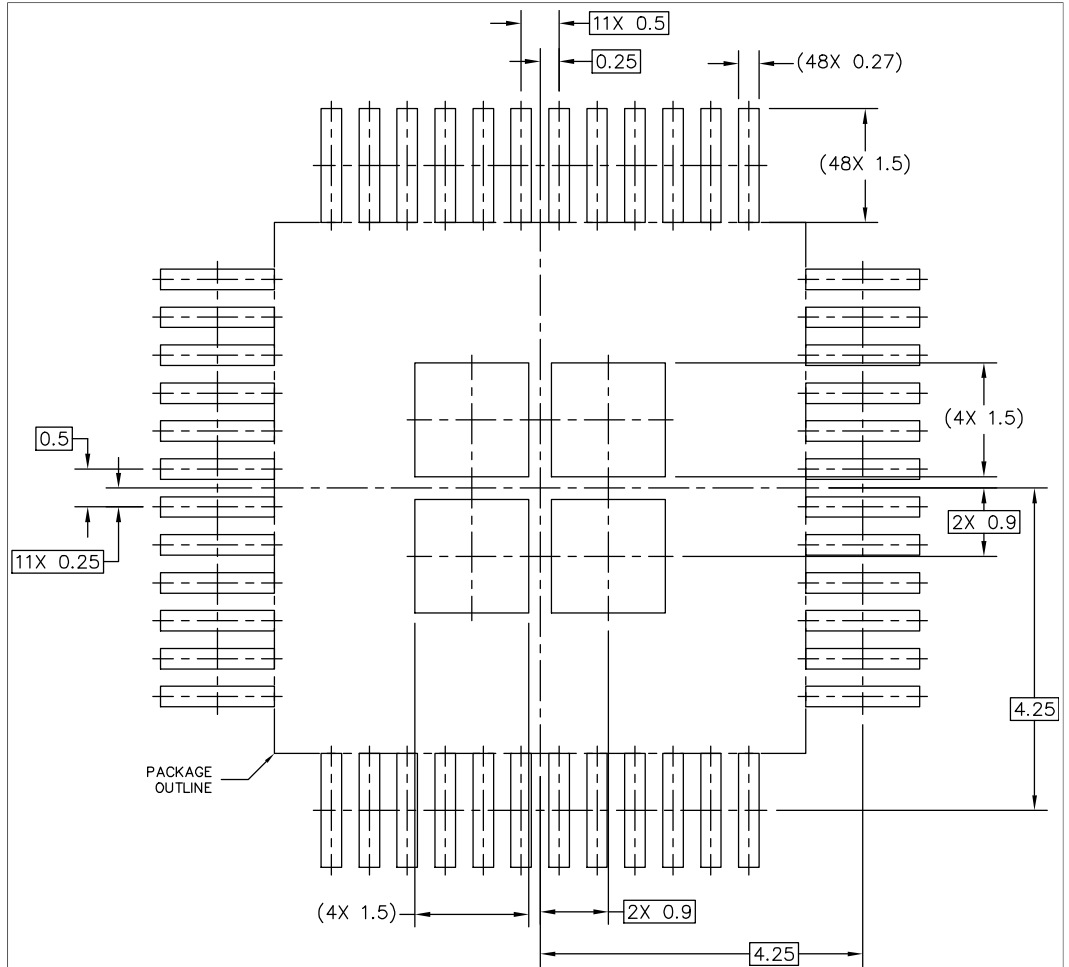 11X 0.5
0.25
(48X 0.27)
(48X 1.5)
(4X 1.5)
0.5
2X 0.9
11X 0.25
4.25
PACKAGE
OUTLINE
(4X 1.5)
2X 0.9
4.25